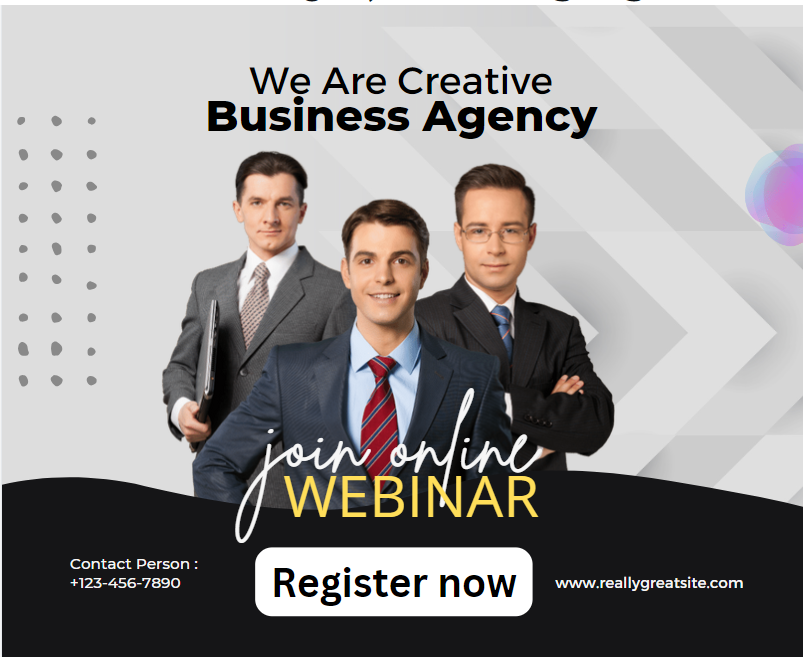 We Are Creative
Business Agency
join online
WEBINAR
Contact Person :
+123-456-7890
Register now
www.reallygreatsite.com